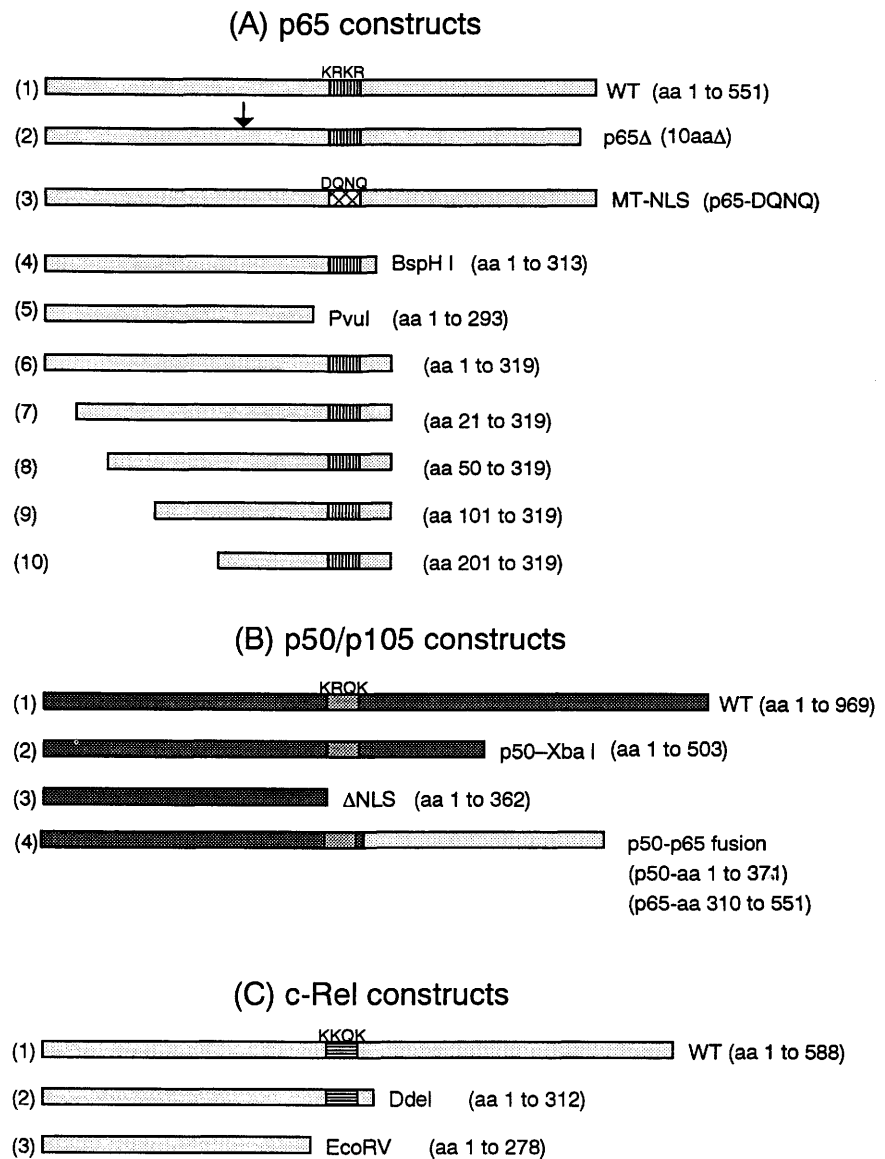 (A) p65 constructs
KRKR
(1) WT (aa 1 to 551)
(2) p65Δ (10aaΔ)
DQNQ
(3) MT-NLS (p65-DQNQ)
(4) BspH I (aa 1 to 313)
(5) PvuI (aa 1 to 293)
(6) (aa 1 to 319)
(7) (aa 21 to 319)
(8) (aa 50 to 319)
(9) (aa 101 to 319)
(10) (aa 201 to 319)
(B) p50/p105 constructs
KRQK
(1) WT (aa 1 to 969)
(2) p50–Xba I (aa 1 to 503)
(3) ΔNLS (aa 1 to 362)
(4) p50-p65 fusion
(p50-aa 1 to 371)
(p65-aa 310 to 551)
(C) c-Rel constructs
KKQK
(1) WT (aa 1 to 588)
(2) DdeI (aa 1 to 312)
(3) EcoRV (aa 1 to 278)